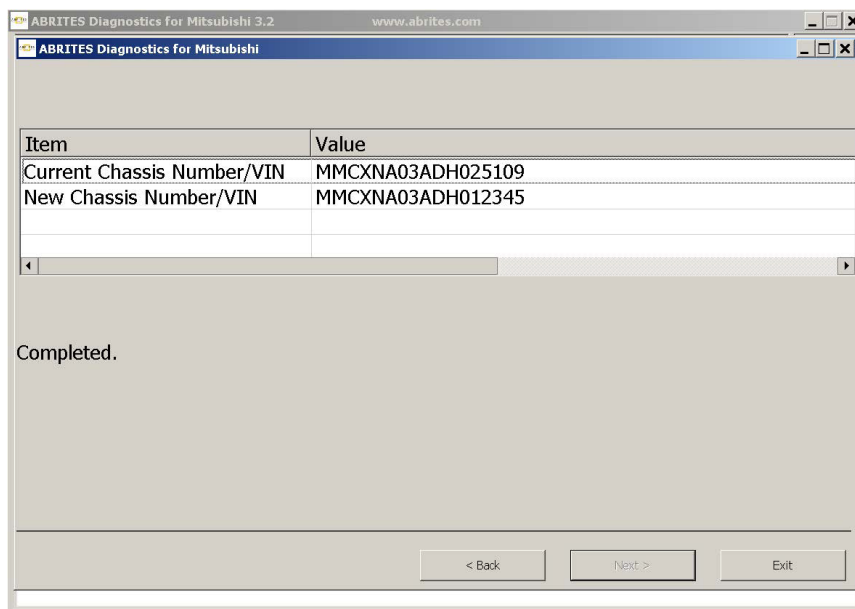 ABRITES Diagnostics for Mitsubishi 3.2 www.abrites.com
ABRITES Diagnostics for Mitsubishi
Item Value
Current Chassis Number/VIN MMCXNA03ADH025109
New Chassis Number/VIN MMCXNA03ADH012345
Completed.
< Back Next > Exit